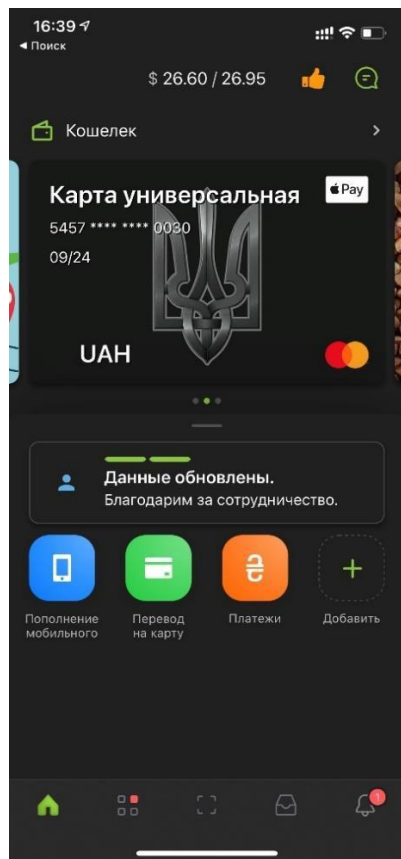 16:39
◀ Поиск
$ 26.60 / 26.95
Кошелек
Карта универсальная
Pay
5457 **** **** 0030
09/24
UAH
Данные обновлены.
Благодарим за сотрудничество.
Пополнение
мобильного
Перевод
на карту
Платежи
Добавить
1